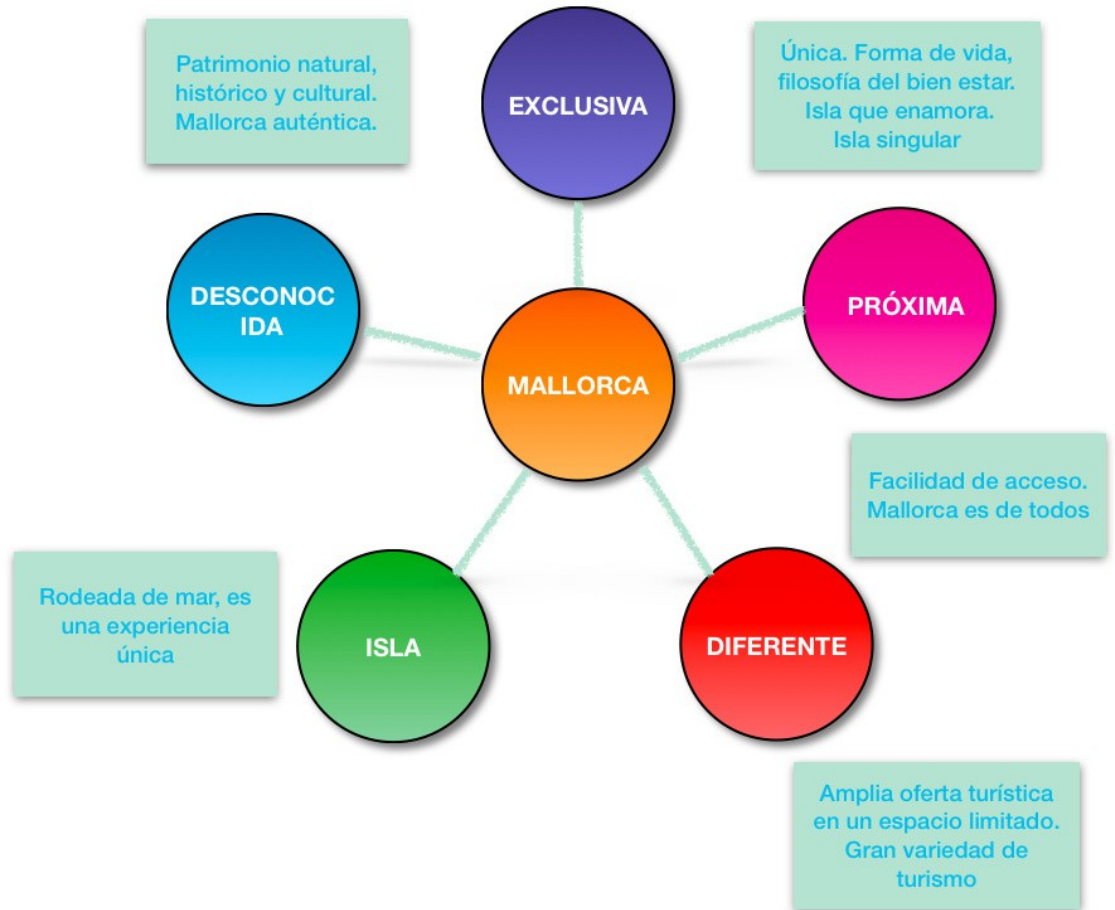 Patrimonio natural,
histórico y cultural.
Mallorca auténtica.
EXCLUSIVA
Única. Forma de vida,
filosofía del bien estar.
Isla que enamora.
Isla singular
DESCONOC
IDA
MALLORCA
PRÓXIMA
Facilidad de acceso.
Mallorca es de todos
Rodeada de mar, es
una experiencia
única
ISLA
DIFERENTE
Amplia oferta turística
en un espacio limitado.
Gran variedad de
turismo